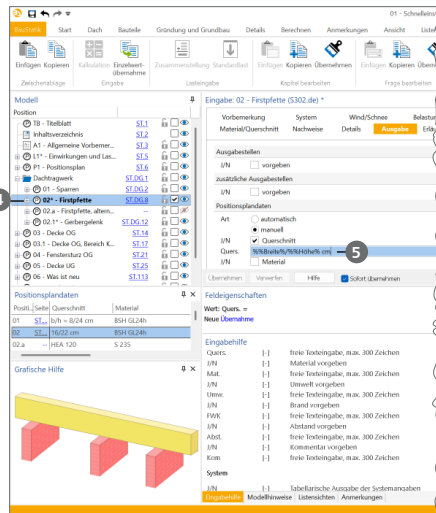 01 - Schnelleins
BauStatik Start Dach Bauteile Gründung und Grundbau Details Berechnen Anmerkungen Ansicht Liste
Einfügen Kopieren Kalkulation Einzelwert-übernahme Zusammenstellung Standardlast Einfügen Kopieren Übernehmen Einfügen Kopieren Übernehmen
Zwischenablage Eingabe Lasteingabe Kapitel bearbeiten Frage bearbeiten
Modell
Position
TB - Titelblatt ST.1
Inhaltsverzeichnis ST.2
A1 - Allgemeine Vorbemer... ST.3
L1* - Einwirkungen und Las... ST.5
P1 - Positionsplan ST.6
Dachtragwerk ST.DG.1
01 - Sparren ST.DG.2
02* - Firstpfette ST.DG.8
02.a - Firstpfette, altern... --
02.1* - Gerbergelenk ST.DG.12
03 - Decke OG ST.14
03.1 - Decke OG, Bereich K... ST.17
04 - Fenstersturz OG ST.21
05 - Decke UG ST.25
06 - Was ist neu ST.113
Positionsplandaten
Positi... Seite Querschnitt Material
01 ST... b/h = 8/24 cm BSH GL24h
02 ST... 16/22 cm BSH GL24h
02.a -- HEA 120 S 235
Grafische Hilfe
Eingabe: 02 - Firstpfette (S302.de) *
Vorbemerkung System Wind/Schnee Belastu
Material/Querschnitt Nachweise Details Ausgabe Erlä
Ausgabestellen
J/N vorgeben
zusätzliche Ausgabestellen
J/N vorgeben
Positionsplandaten
Art automatisch
manuell
J/N Querschnitt
Quers. %%Breite%/%%Höhe% cm 5
J/N Material
Übernehmen Verwerfen Hilfe Sofort übernehmen
Feldeigenschaften
Wert: Quers. =
Neue Übernahme
Eingabehilfe
Quers. [-] freie Texteingabe, max. 300 Zeichen
J/N [-] Material vorgeben
Mat. [-] freie Texteingabe, max. 300 Zeichen
J/N [-] Umwelt vorgeben
Umw. [-] freie Texteingabe, max. 300 Zeichen
J/N [-] Brand vorgeben
FWK [-] freie Texteingabe, max. 300 Zeichen
J/N [-] Abstand vorgeben
Abst. [-] freie Texteingabe, max. 300 Zeichen
J/N [-] Kommentar vorgeben
Kom [-] freie Texteingabe, max. 300 Zeichen
System
J/N [-] Tabellarische Ausgabe der Systemangaben
Eingabehilfe Modellhinweise Listensichten Anmerkungen